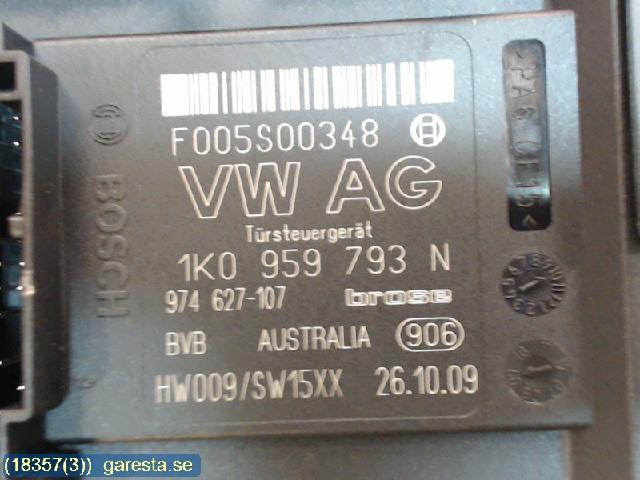 F005S00348
VW AG
Türsteuergerät
1K0 959 793 N
974 627-107 brose
BVB AUSTRALIA 906
HW009/SW15XX 26.10.09
BOSCH
(18357(3)) garesta.se